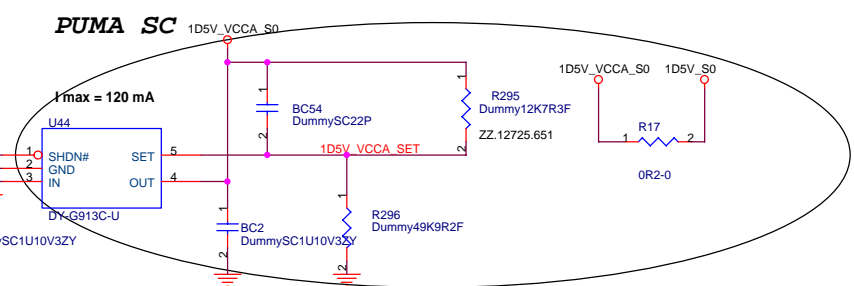 PUMA SC 1D5V_VCCA_S0
1D5V_VCCA_S0 1D5V_S0
I max = 120 mA
1
1
U44
BC54
DummySC22P
R295
Dummy12K7R3F
R17
1 2
2
2
ZZ.12725.651
1 SHDN# SET 5
1D5V_VCCA_SET
2 GND
3 IN OUT 4
0R2-0
1
1
DY-G913C-U
R296
Dummy49K9R2F
BC2
ySC1U10V3ZY
DummySC1U10V3ZY
2
2